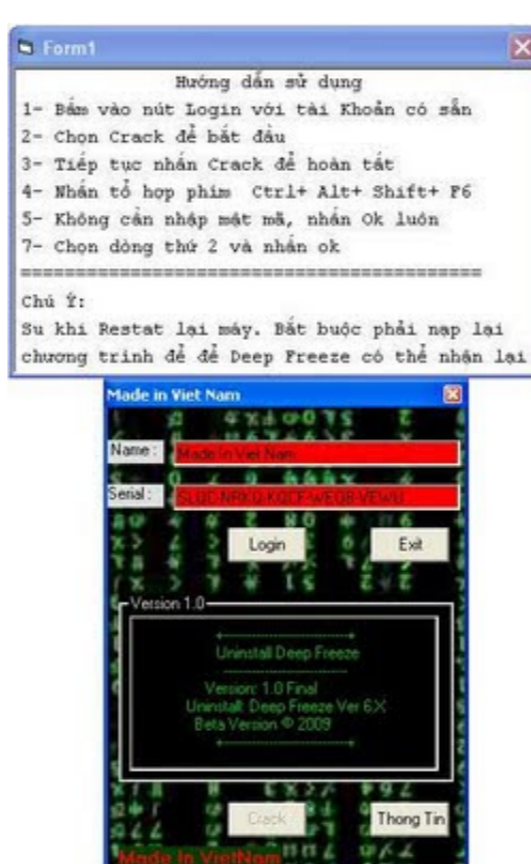 Form1
Hướng dẫn sử dụng
1- Bấm vào nút Login với tài Khoản có sẵn
2- Chọn Crack để bắt đầu
3- Tiếp tục nhấn Crack để hoàn tất
4- Nhấn tổ hợp phím Ctrl+ Alt+ Shift+ F6
5- Không cần nhập mật mã, nhấn Ok luôn
7- Chọn dòng thứ 2 và nhấn ok
==========================================
Chú Ý:
Su khi Restat lại máy. Bắt buộc phải nạp lại
chương trình để để Deep Freeze có thể nhận lại
Made in Viet Nam
Name :
Made In Viet Nam
Serial :
Login
Exit
Version 1.0
Uninstall Deep Freeze
Version: 1.0 Final
Uninstall: Deep Freeze Ver 6.X
Beta Version © 2009
Crack
Thong Tin
Made In VietNam